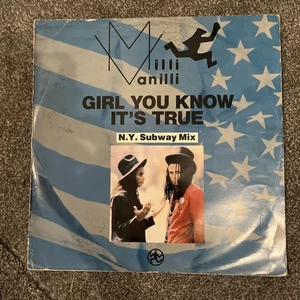 Milli
Vanilli
GIRL YOU KNOW
IT'S TRUE
N.Y. Subway Mix